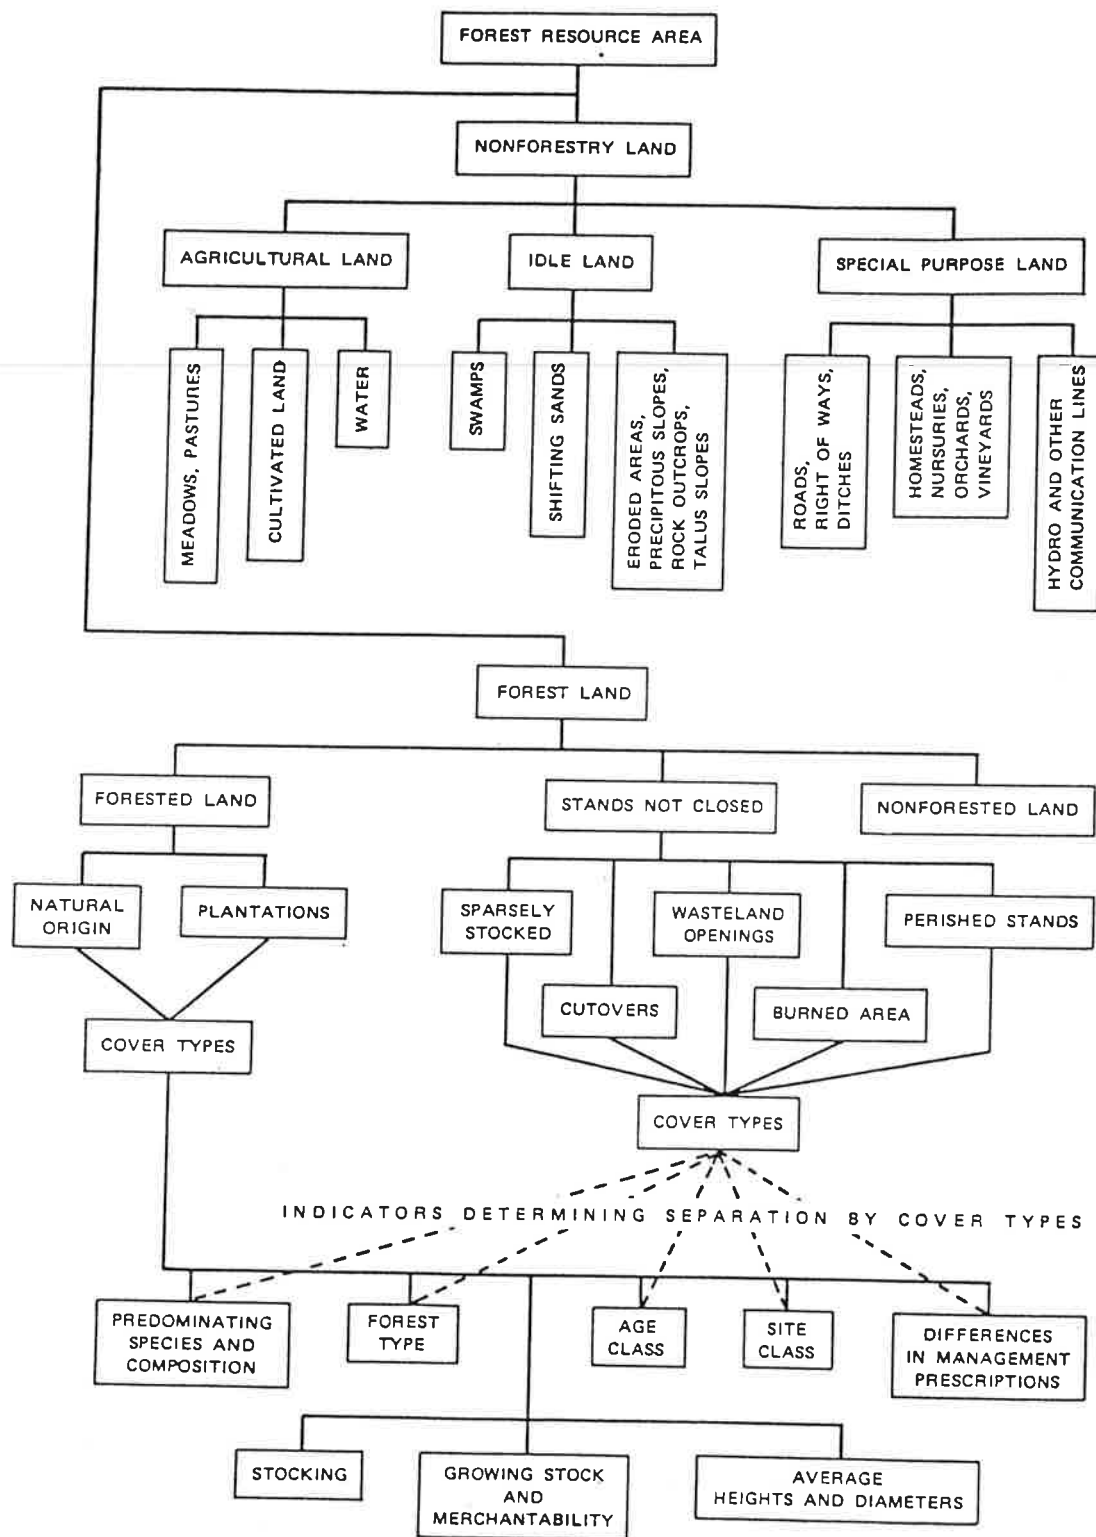 FOREST RESOURCE AREA
NONFORESTRY LAND
AGRICULTURAL LAND
IDLE LAND
SPECIAL PURPOSE LAND
MEADOWS, PASTURES
CULTIVATED LAND
WATER
SWAMPS
SHIFTING SANDS
ERODED AREAS,
PRECIPITOUS SLOPES,
ROCK OUTCROPS,
TALUS SLOPES
ROADS,
RIGHT OF WAYS,
DITCHES
HOMESTEADS,
NURSURIES,
ORCHARDS,
VINEYARDS
HYDRO AND OTHER
COMMUNICATION LINES
FOREST LAND
FORESTED LAND
STANDS NOT CLOSED
NONFORESTED LAND
NATURAL
ORIGIN
PLANTATIONS
SPARSELY
STOCKED
WASTELAND
OPENINGS
PERISHED STANDS
CUTOVERS
BURNED AREA
COVER TYPES
COVER TYPES
INDICATORS DETERMINING SEPARATION BY COVER TYPES
PREDOMINATING
SPECIES AND
COMPOSITION
FOREST
TYPE
AGE
CLASS
SITE
CLASS
DIFFERENCES
IN MANAGEMENT
PRESCRIPTIONS
STOCKING
GROWING STOCK
AND
MERCHANTABILITY
AVERAGE
HEIGHTS AND DIAMETERS